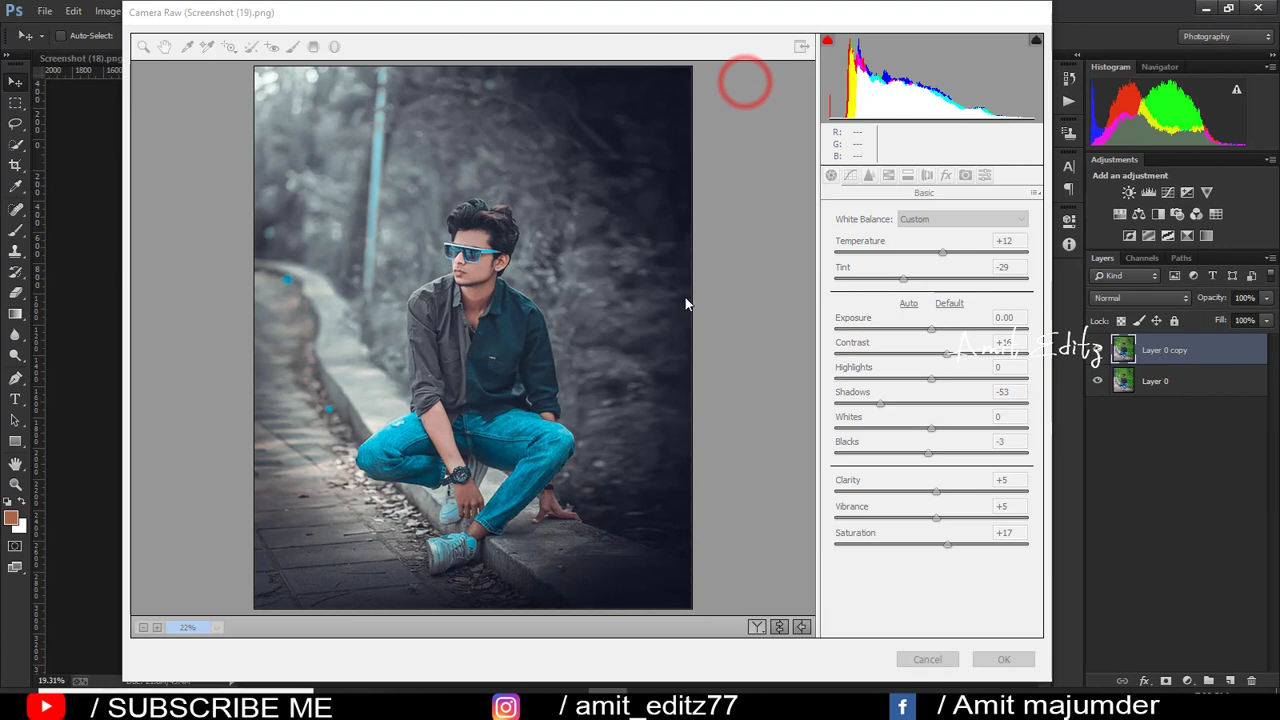 Ps File Edit Image
Camera Raw (Screenshot (19).png)
Auto-Select:
Photography
Screenshot (18).png
2000 1800 1600
R: ---
G: ---
B: ---
Basic
White Balance: Custom
Temperature +12
Tint -29
Auto Default
Exposure 0.00
Contrast +16
Highlights 0
Shadows -53
Whites 0
Blacks -3
Clarity +5
Vibrance +5
Saturation +17
22%
Cancel OK
Histogram Navigator
Adjustments
Add an adjustment
Layers Channels Paths
Kind
Normal Opacity: 100%
Lock: Fill: 100%
Layer 0 copy
Layer 0
Amit Editz
19.31%
/ SUBSCRIBE ME / amit_editz77 / Amit majumder